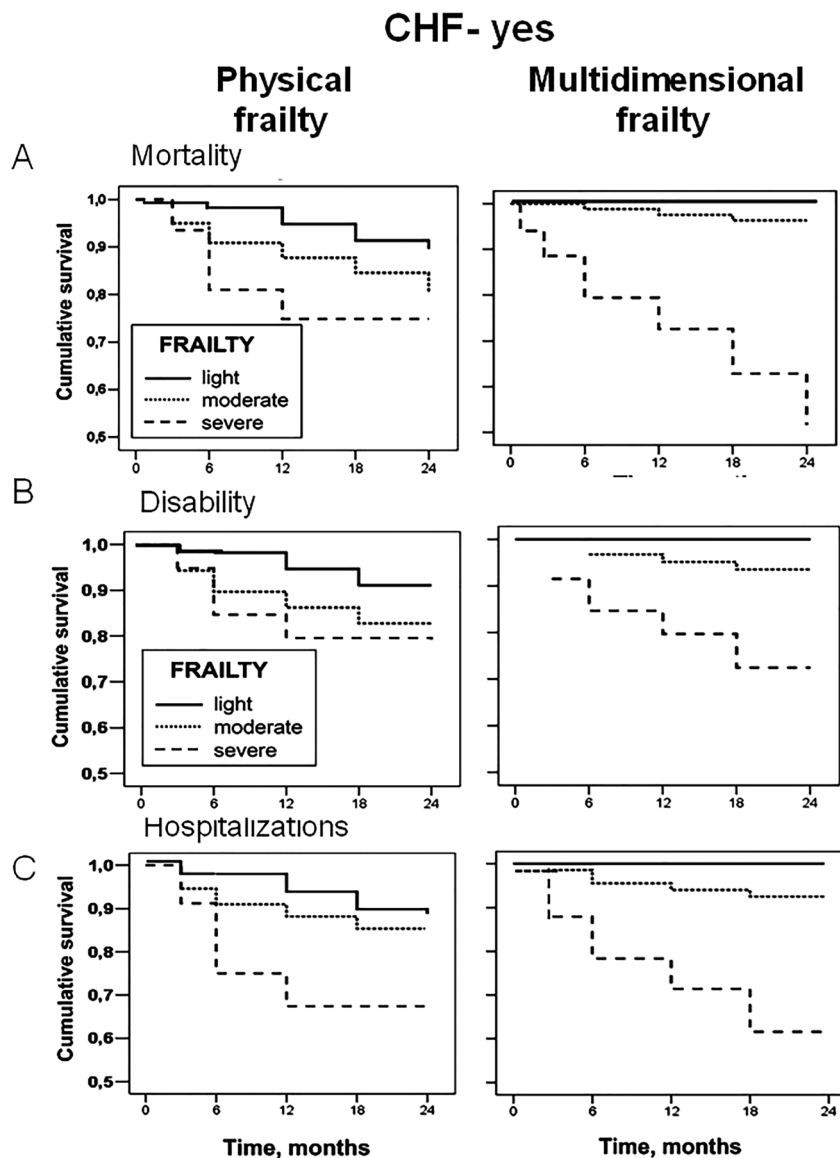 CHF- yes
Physical
frailty
Multidimensional
frailty
A
Mortality
Cumulative survival
1,0
0,9
0,8
0,7
0,6
0,5
FRAILTY
light
moderate
severe
0 6 12 18 24
0 6 12 18 24
B
Disability
Cumulative survival
1,0
0,9
0,8
0,7
0,6
0,5
FRAILTY
light
moderate
severe
0 6 12 18 24
0 6 12 18 24
Hospitalizations
C
Cumulative survival
1,0
0,9
0,8
0,7
0,6
0,5
0 6 12 18 24
0 6 12 18 24
Time, months
Time, months